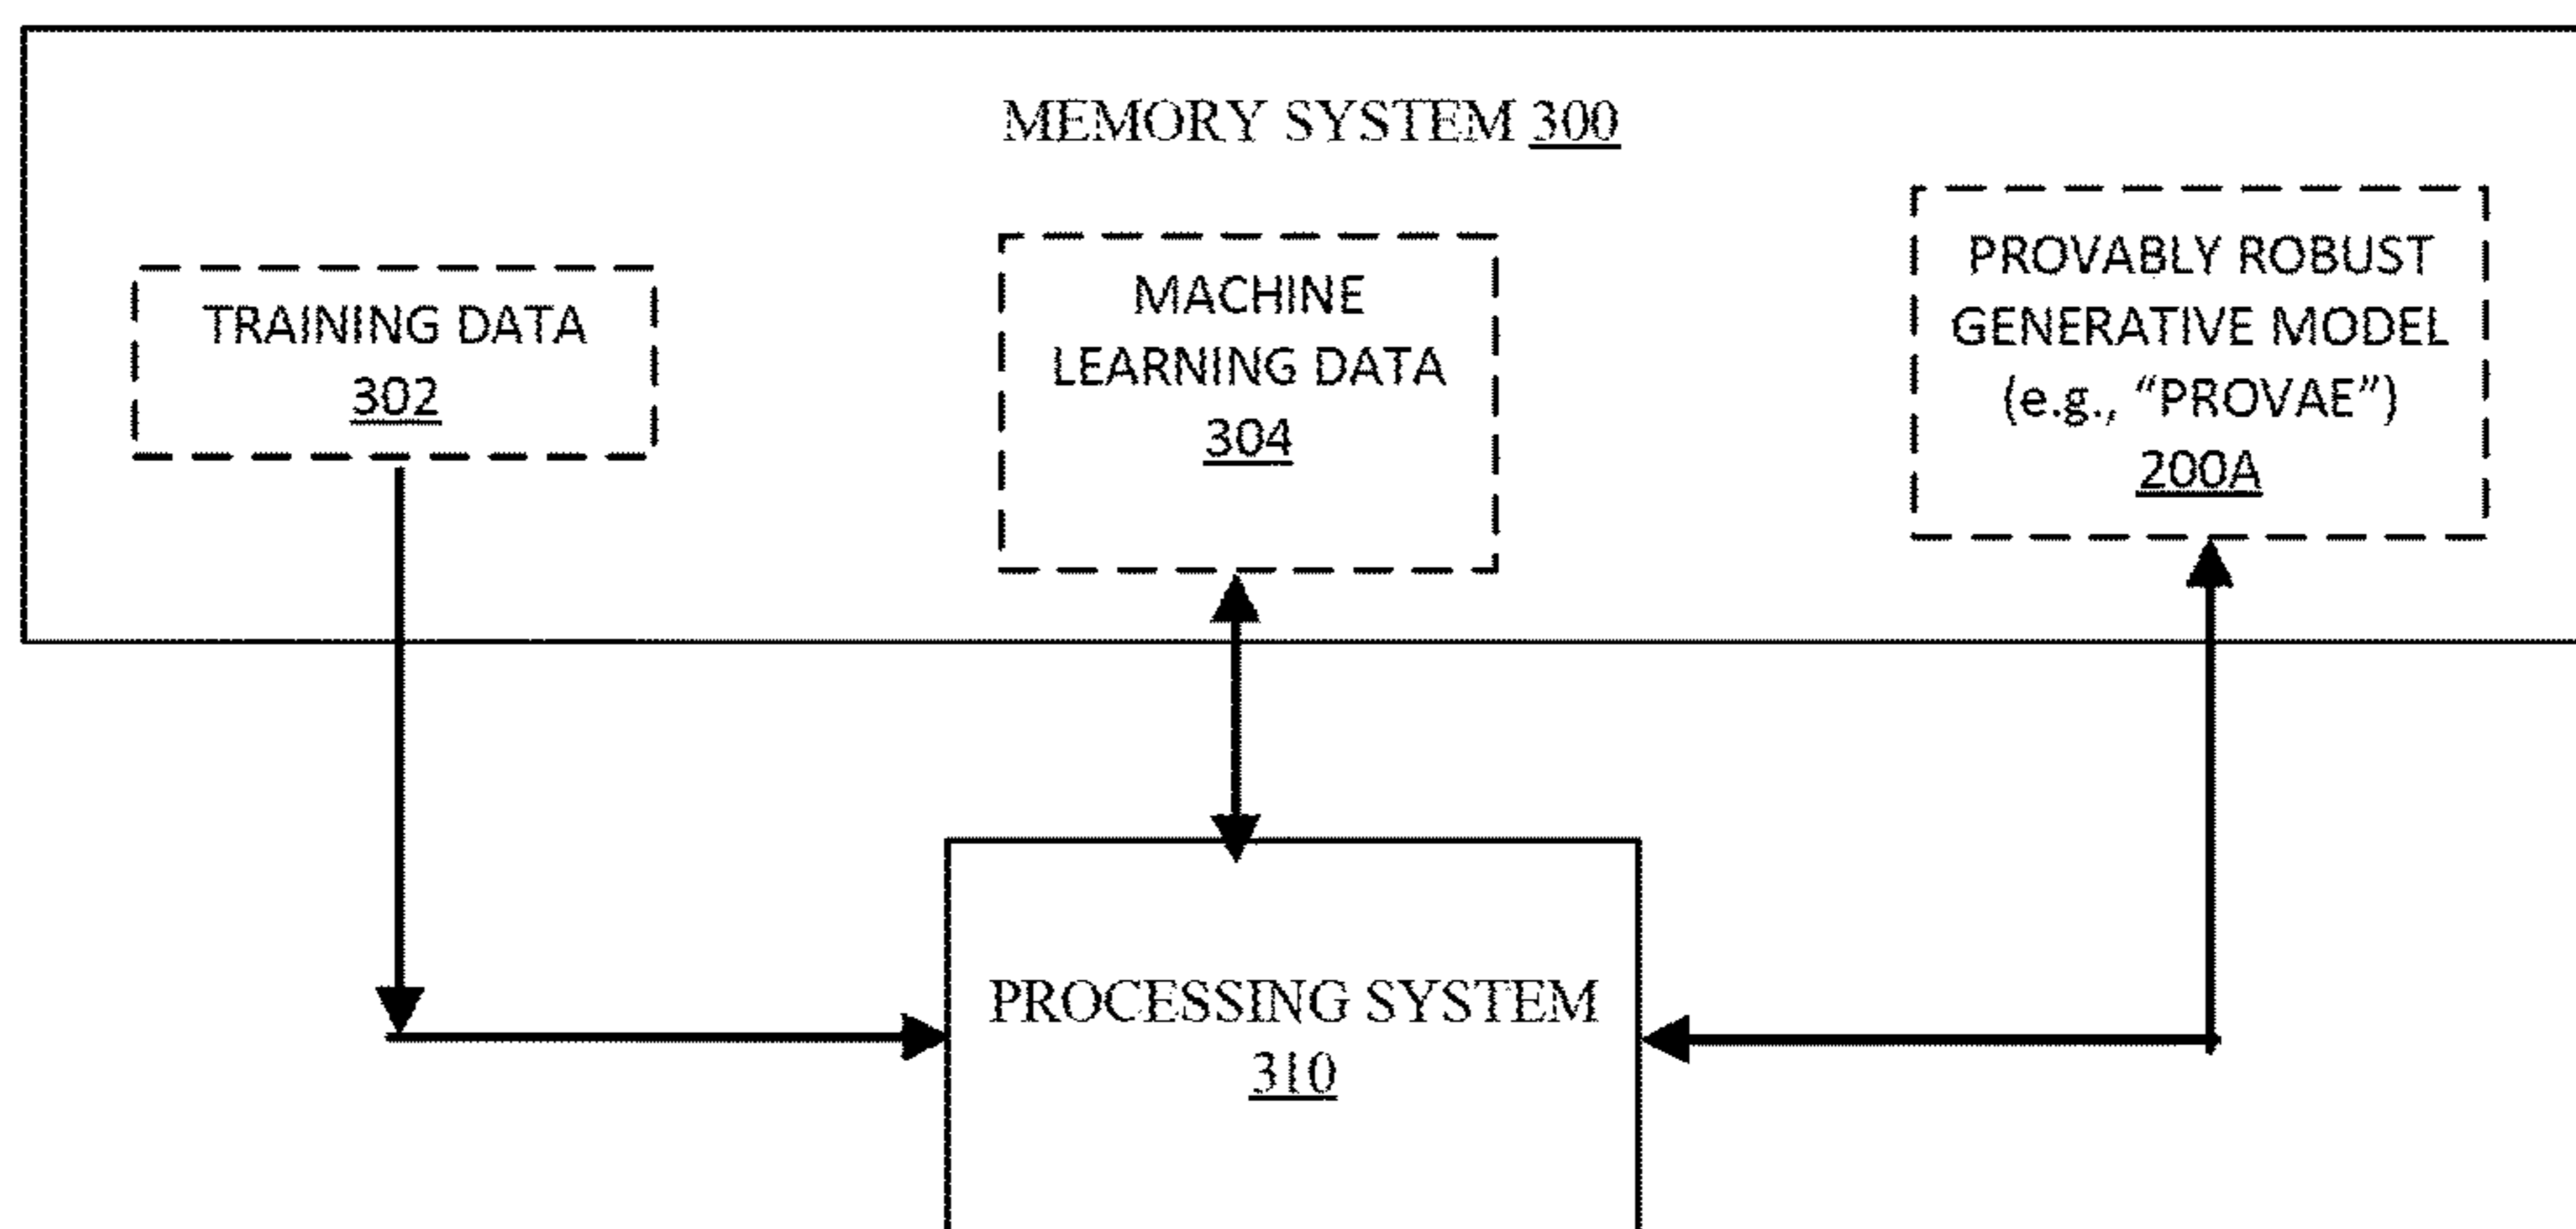 MEMORY SYSTEM 300
TRAINING DATA
302
MACHINE
LEARNING DATA
304
PROVABLY ROBUST
GENERATIVE MODEL
(e.g., “PROVAE”)
200A
PROCESSING SYSTEM
310